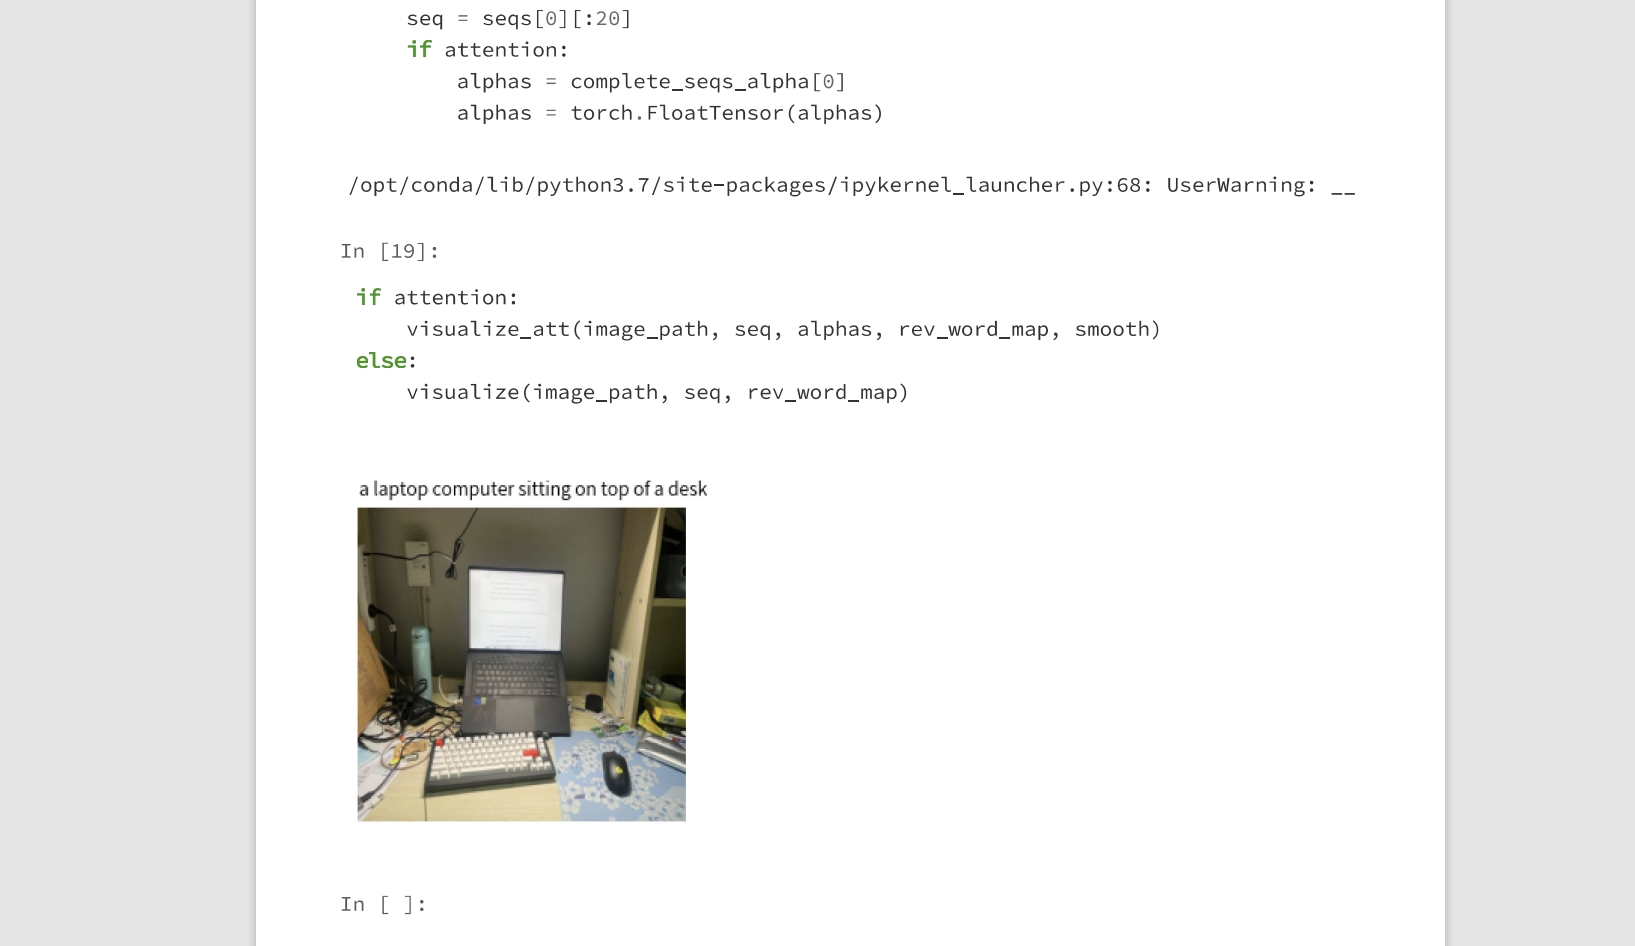 seq = seqs[0][:20]
if attention:
alphas = complete_seqs_alpha[0]
alphas = torch.FloatTensor(alphas)
/opt/conda/lib/python3.7/site-packages/ipykernel_launcher.py:68: UserWarning: __
In [19]:
if attention:
visualize_att(image_path, seq, alphas, rev_word_map, smooth)
else:
visualize(image_path, seq, rev_word_map)
a laptop computer sitting on top of a desk
In [ ]: